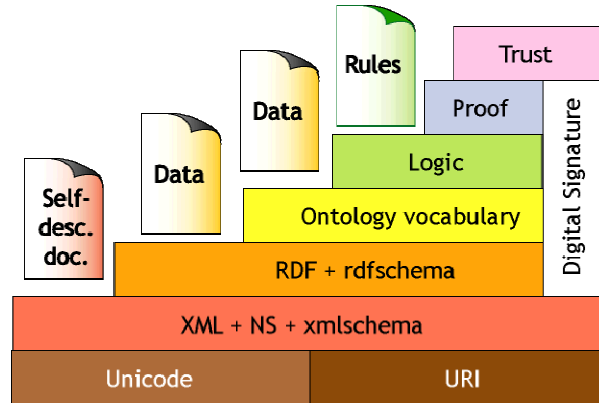 Trust
Rules
Proof
Data
Logic
Data
Self-
desc.
doc.
Ontology vocabulary
Digital Signature
RDF + rdfschema
XML + NS + xmlschema
Unicode
URI